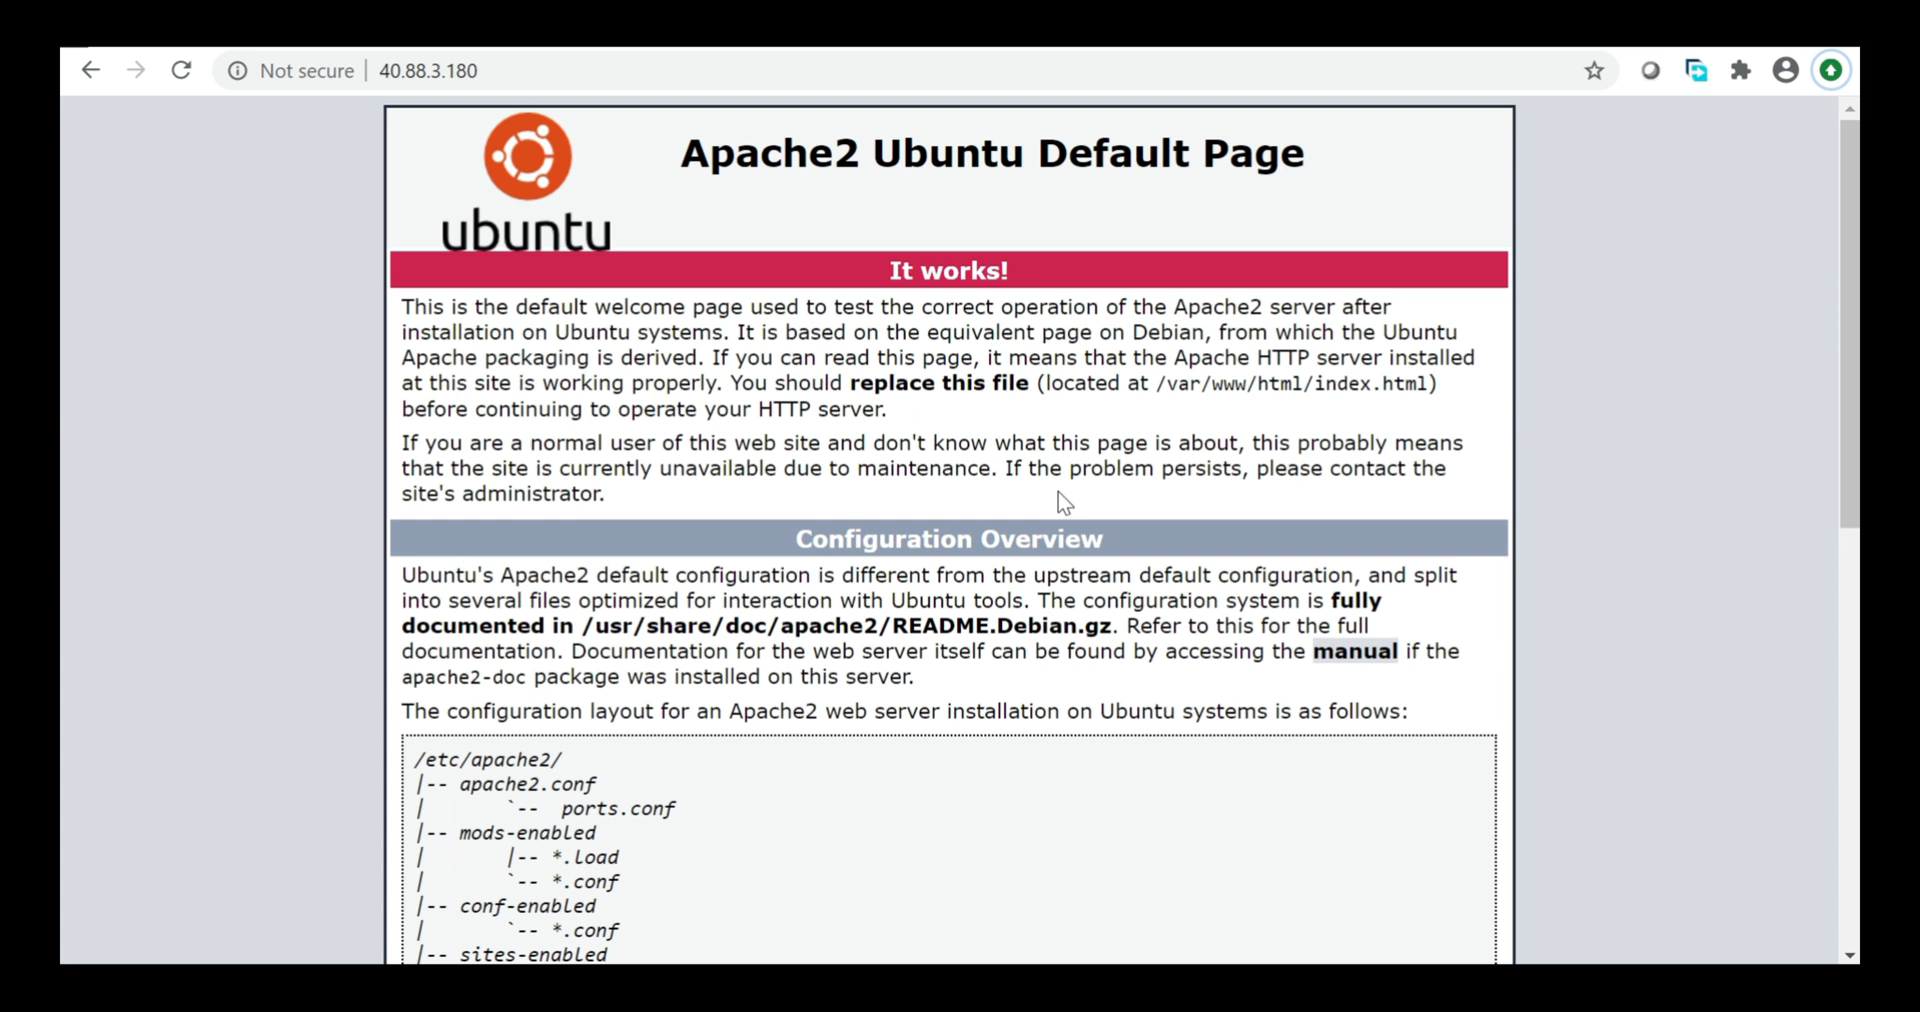 Not secure | 40.88.3.180
ubuntu
Apache2 Ubuntu Default Page
It works!
This is the default welcome page used to test the correct operation of the Apache2 server after
installation on Ubuntu systems. It is based on the equivalent page on Debian, from which the Ubuntu
Apache packaging is derived. If you can read this page, it means that the Apache HTTP server installed
at this site is working properly. You should replace this file (located at /var/www/html/index.html)
before continuing to operate your HTTP server.
If you are a normal user of this web site and don't know what this page is about, this probably means
that the site is currently unavailable due to maintenance. If the problem persists, please contact the
site's administrator.
Configuration Overview
Ubuntu's Apache2 default configuration is different from the upstream default configuration, and split
into several files optimized for interaction with Ubuntu tools. The configuration system is fully
documented in /usr/share/doc/apache2/README.Debian.gz. Refer to this for the full
documentation. Documentation for the web server itself can be found by accessing the manual if the
apache2-doc package was installed on this server.
The configuration layout for an Apache2 web server installation on Ubuntu systems is as follows:
/etc/apache2/
|-- apache2.conf
|       `--  ports.conf
|-- mods-enabled
|       |-- *.load
|       `-- *.conf
|-- conf-enabled
|       `-- *.conf
|-- sites-enabled